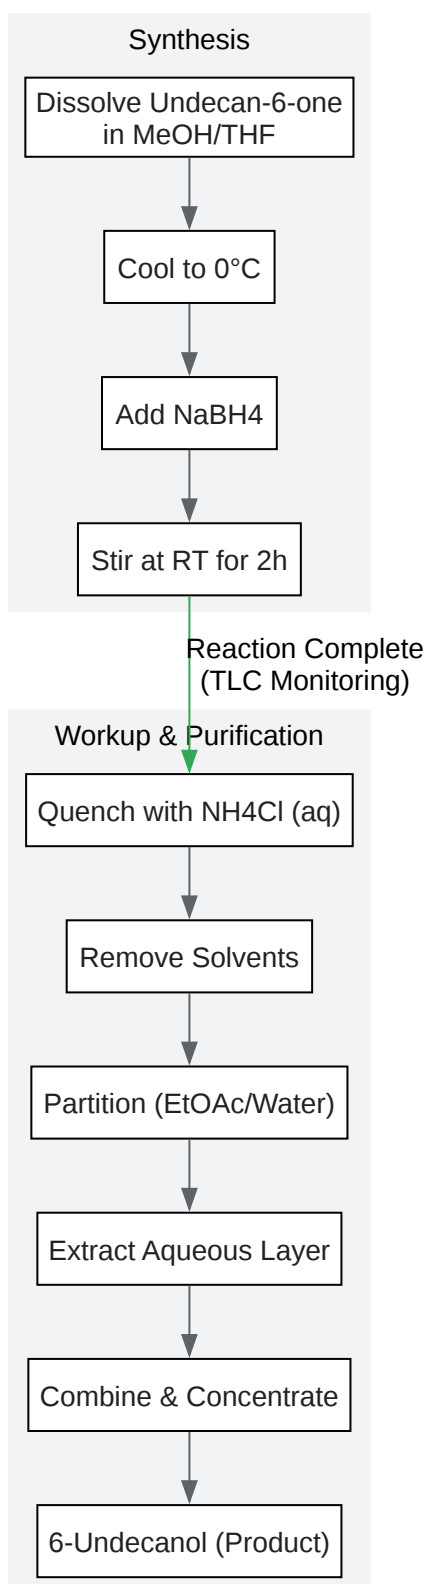 Synthesis
Dissolve Undecan-6-one
in MeOH/THF
Cool to 0°C
Add NaBH4
Stir at RT for 2h
Reaction Complete
(TLC Monitoring)
Workup & Purification
Quench with NH4Cl (aq)
Remove Solvents
Partition (EtOAc/Water)
Extract Aqueous Layer
Combine & Concentrate
6-Undecanol (Product)